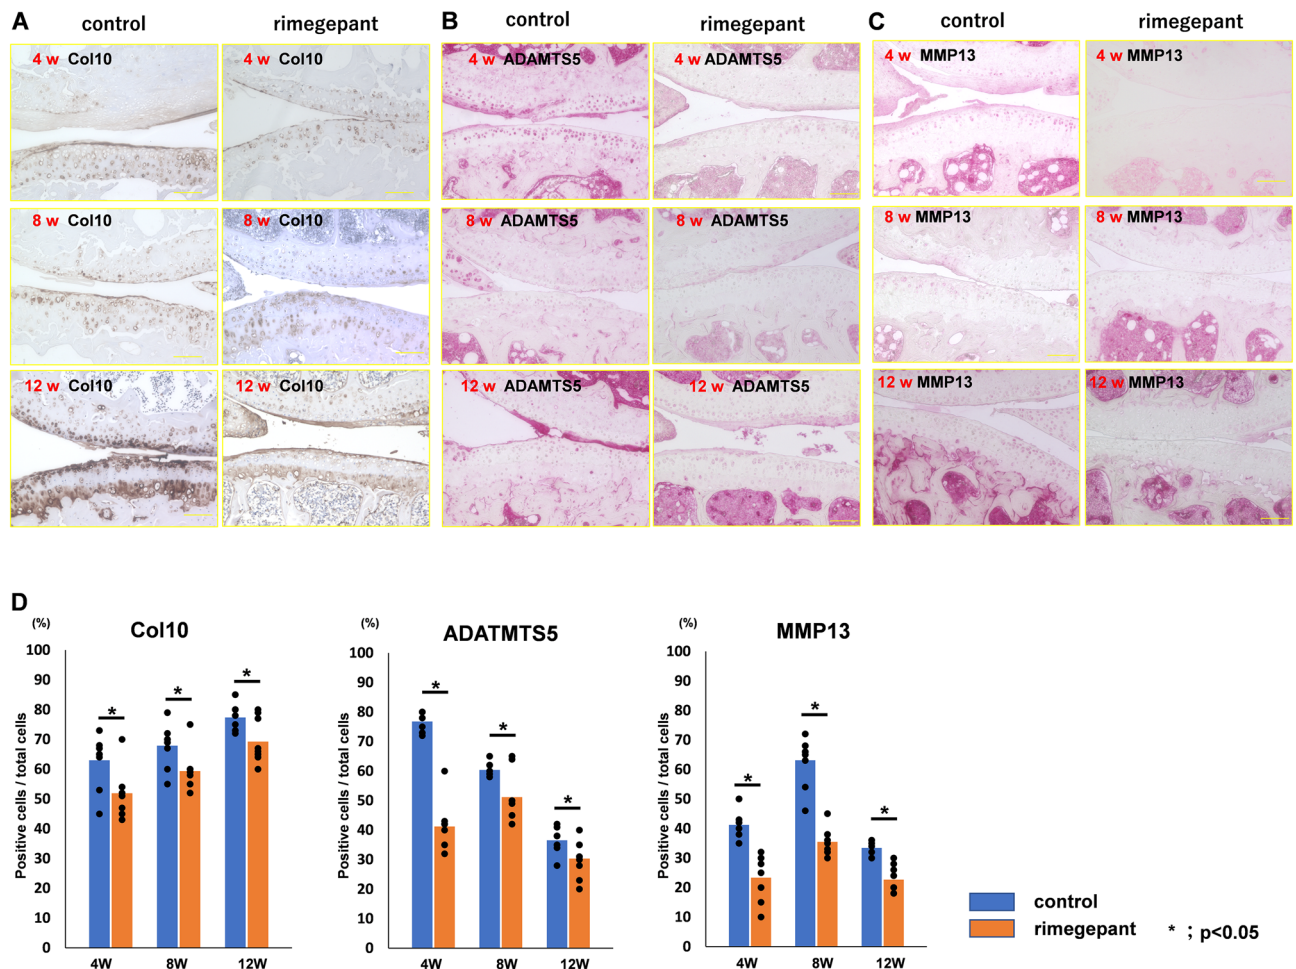 A control rimegepant
B control rimegepant
C control rimegepant
4 w Col10
4 w Col10
4 w ADAMTS5
4 w ADAMTS5
4 w MMP13
4 w MMP13
8 w Col10
8 w Col10
8 w ADAMTS5
8 w ADAMTS5
8 w MMP13
8 w MMP13
12 w Col10
12 w Col10
12 w ADAMTS5
12 w ADAMTS5
12 w MMP13
12 w MMP13
D
(%)
Col10
Positive cells / total cells
100
90
80
70
60
50
40
30
20
10
0
*
*
*
4W 8W 12W
(%)
ADATMTS5
Positive cells / total cells
100
90
80
70
60
50
40
30
20
10
0
*
*
*
4W 8W 12W
(%)
MMP13
Positive cells / total cells
100
90
80
70
60
50
40
30
20
10
0
*
*
*
4W 8W 12W
control
rimegepant
* ; p<0.05